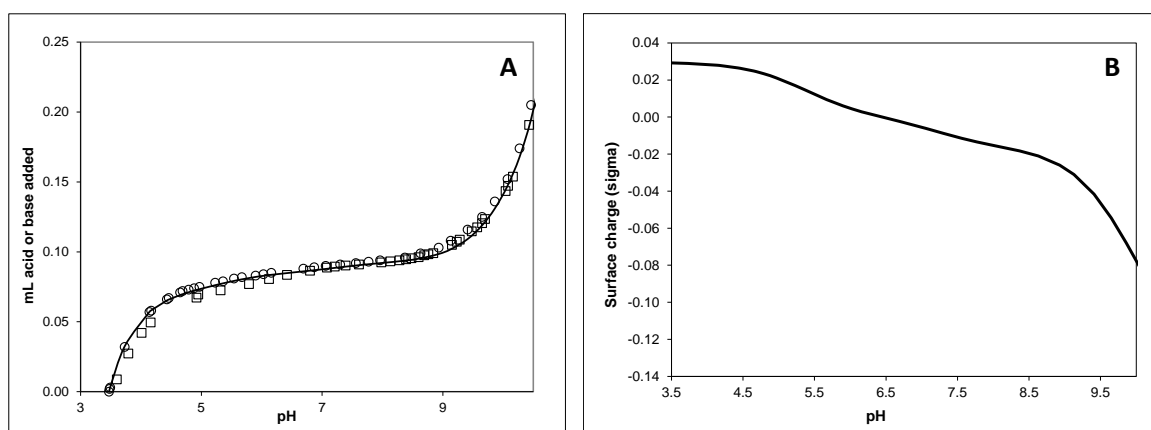 A
mL acid or base added
0.25
0.20
0.15
0.10
0.05
0.00
3 5 7 9
pH
B
Surface charge (sigma)
0.04
0.02
0.00
-0.02
-0.04
-0.06
-0.08
-0.10
-0.12
-0.14
3.5 4.5 5.5 6.5 7.5 8.5 9.5
pH